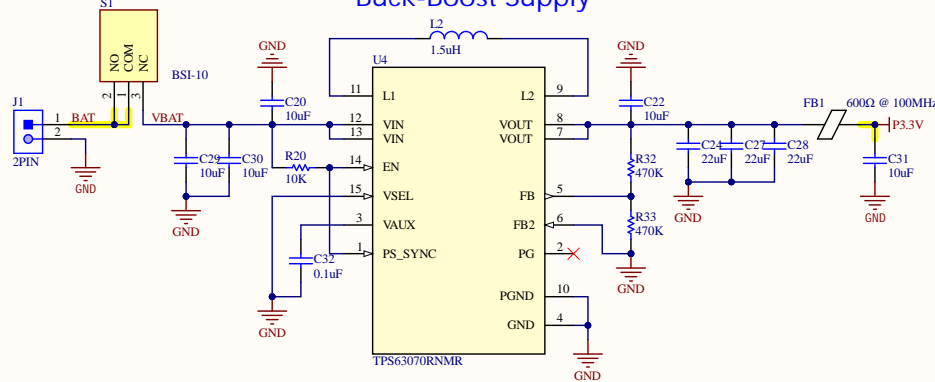 Buck-Boost Supply
S1
NO
COM
NC
2
1
3
BSI-10
J1
1
2
2PIN
BAT
VBAT
GND
GND
C20
10uF
C29
10uF
C30
10uF
GND
R20
10K
C32
0.1uF
GND
L2
1.5uH
U4
11
L1
12
VIN
13
VIN
14
EN
15
VSEL
3
VAUX
1
PS_SYNC
L2
9
VOUT
8
VOUT
7
FB
5
FB2
6
PG
2
PGND
10
GND
4
TPS63070RNMR
GND
GND
C22
10uF
R32
470K
R33
470K
GND
C24
22uF
C27
22uF
C28
22uF
GND
FB1
600Ω @ 100MHz
P3.3V
C31
10uF
GND